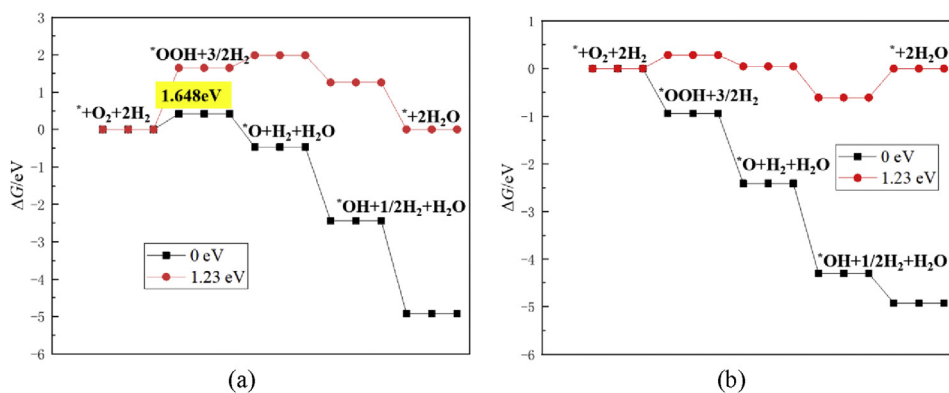 3
2
1
0
-1
-2
-3
-4
-5
-6
ΔG/eV
*OOH+3/2H₂
1.648eV
*+O₂+2H₂
*O+H₂+H₂O
*+2H₂O
*OH+1/2H₂+H₂O
0 eV
1.23 eV
(a)
1
0
-1
-2
-3
-4
-5
-6
ΔG/eV
*+O₂+2H₂
*+2H₂O
*OOH+3/2H₂
*O+H₂+H₂O
0 eV
1.23 eV
*OH+1/2H₂+H₂O
(b)